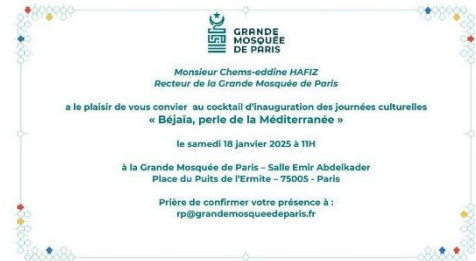 GRANDE
MOSQUÉE
DE PARIS
Monsieur Chems-eddine HAFIZ
Recteur de la Grande Mosquée de Paris
a le plaisir de vous convier au cocktail d'inauguration des journées culturelles
« Béjaïa, perle de la Méditerranée »
le samedi 18 janvier 2025 à 11H
à la Grande Mosquée de Paris – Salle Emir Abdelkader
Place du Puits de l'Ermite – 75005 - Paris
Prière de confirmer votre présence à :
rp@grandemosqueedeparis.fr